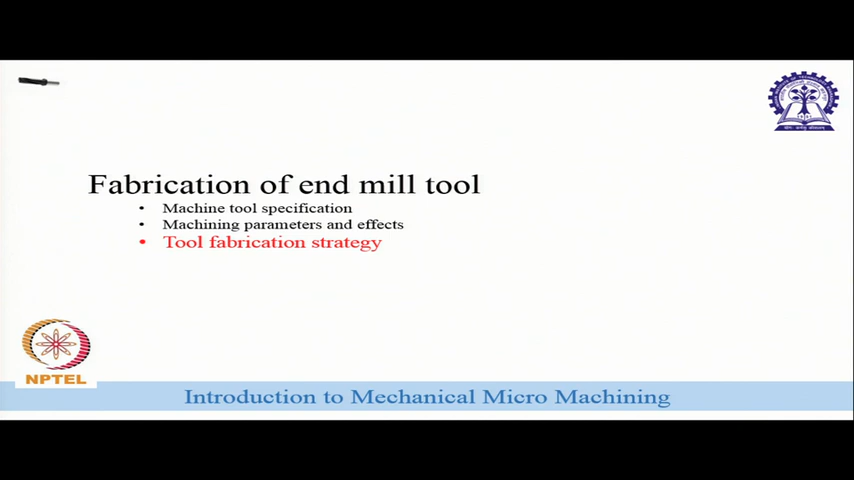 Fabrication of end mill tool
• Machine tool specification
• Machining parameters and effects
• Tool fabrication strategy
NPTEL
Introduction to Mechanical Micro Machining